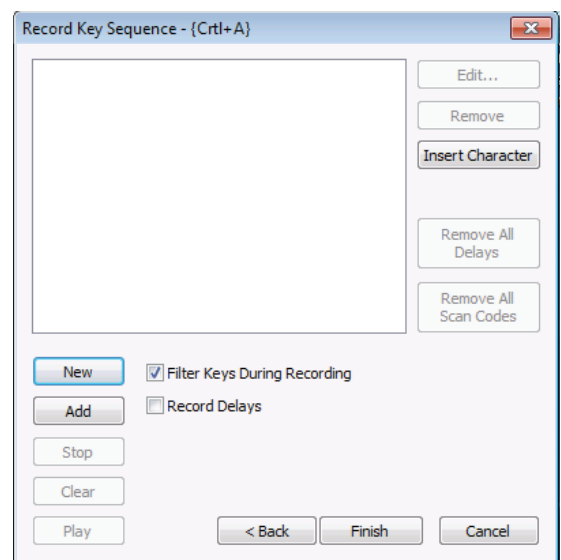 Record Key Sequence - {Crtl+A}
Edit...
Remove
Insert Character
Remove All
Delays
Remove All
Scan Codes
New
Filter Keys During Recording
Add
Record Delays
Stop
Clear
Play
< Back
Finish
Cancel